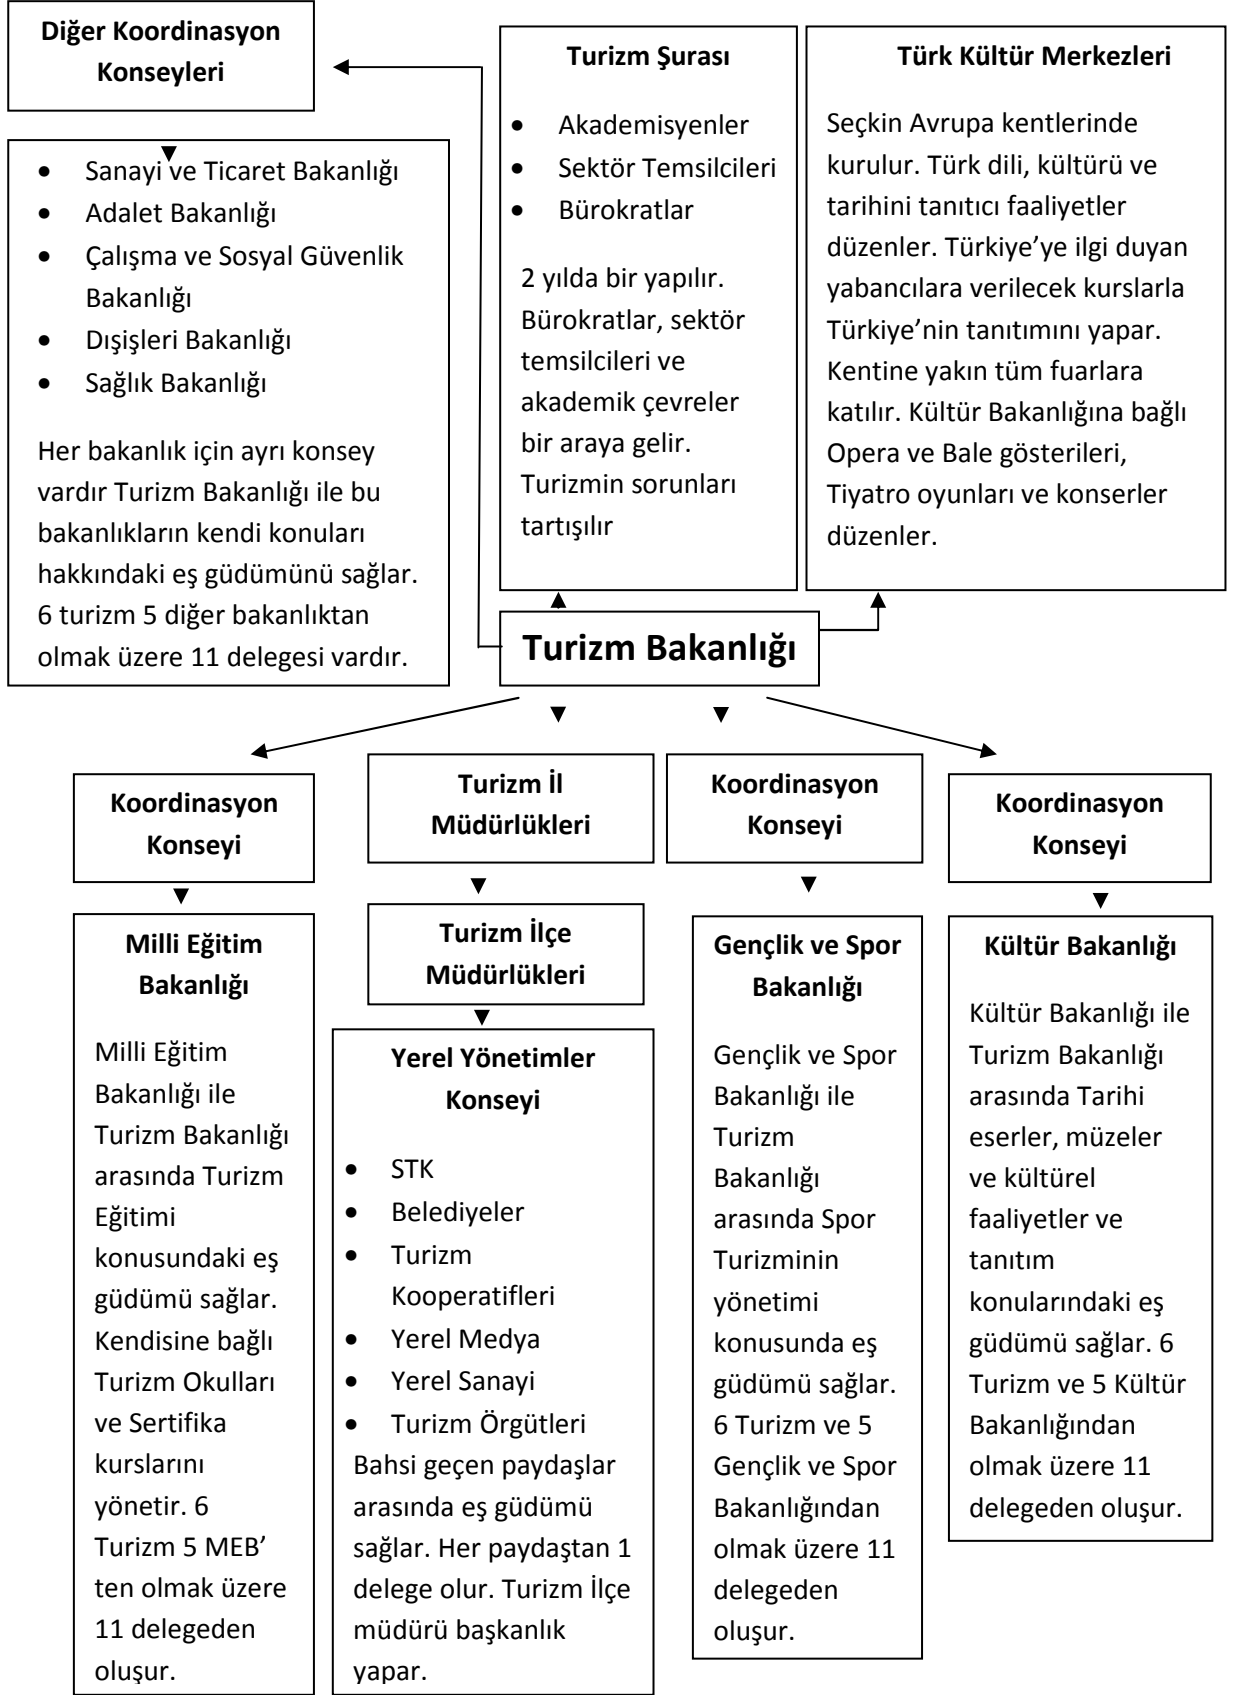 Diğer Koordinasyon
Konseyleri
• Sanayi ve Ticaret Bakanlığı
• Adalet Bakanlığı
• Çalışma ve Sosyal Güvenlik
Bakanlığı
• Dışişleri Bakanlığı
• Sağlık Bakanlığı
Her bakanlık için ayrı konsey
vardır Turizm Bakanlığı ile bu
bakanlıkların kendi konuları
hakkındaki eş güdümünü sağlar.
6 turizm 5 diğer bakanlıktan
olmak üzere 11 delegesi vardır.
Turizm Şurası
• Akademisyenler
• Sektör Temsilcileri
• Bürokratlar
2 yılda bir yapılır.
Bürokratlar, sektör
temsilcileri ve
akademik çevreler
bir araya gelir.
Turizmin sorunları
tartışılır
Türk Kültür Merkezleri
Seçkin Avrupa kentlerinde
kurulur. Türk dili, kültürü ve
tarihini tanıtıcı faaliyetler
düzenler. Türkiye’ye ilgi duyan
yabancılara verilecek kurslarla
Türkiye’nin tanıtımını yapar.
Kentine yakın tüm fuarlara
katılır. Kültür Bakanlığına bağlı
Opera ve Bale gösterileri,
Tiyatro oyunları ve konserler
düzenler.
Turizm Bakanlığı
Koordinasyon
Konseyi
Milli Eğitim
Bakanlığı
Milli Eğitim
Bakanlığı ile
Turizm Bakanlığı
arasında Turizm
Eğitimi
konusundaki eş
güdümü sağlar.
Kendisine bağlı
Turizm Okulları
ve Sertifika
kurslarını
yönetir. 6
Turizm 5 MEB’
ten olmak üzere
11 delegeden
oluşur.
Turizm İl
Müdürlükleri
Turizm İlçe
Müdürlükleri
Yerel Yönetimler
Konseyi
• STK
• Belediyeler
• Turizm
Kooperatifleri
• Yerel Medya
• Yerel Sanayi
• Turizm Örgütleri
Bahsi geçen paydaşlar
arasında eş güdümü
sağlar. Her paydaştan 1
delege olur. Turizm İlçe
müdürü başkanlık
yapar.
Koordinasyon
Konseyi
Gençlik ve Spor
Bakanlığı
Gençlik ve Spor
Bakanlığı ile
Turizm
Bakanlığı
arasında Spor
Turizminin
yönetimi
konusunda eş
güdümü sağlar.
6 Turizm ve 5
Gençlik ve Spor
Bakanlığından
olmak üzere 11
delegeden
oluşur.
Koordinasyon
Konseyi
Kültür Bakanlığı
Kültür Bakanlığı ile
Turizm Bakanlığı
arasında Tarihi
eserler, müzeler
ve kültürel
faaliyetler ve
tanıtım
konularındaki eş
güdümü sağlar. 6
Turizm ve 5 Kültür
Bakanlığından
olmak üzere 11
delegeden oluşur.